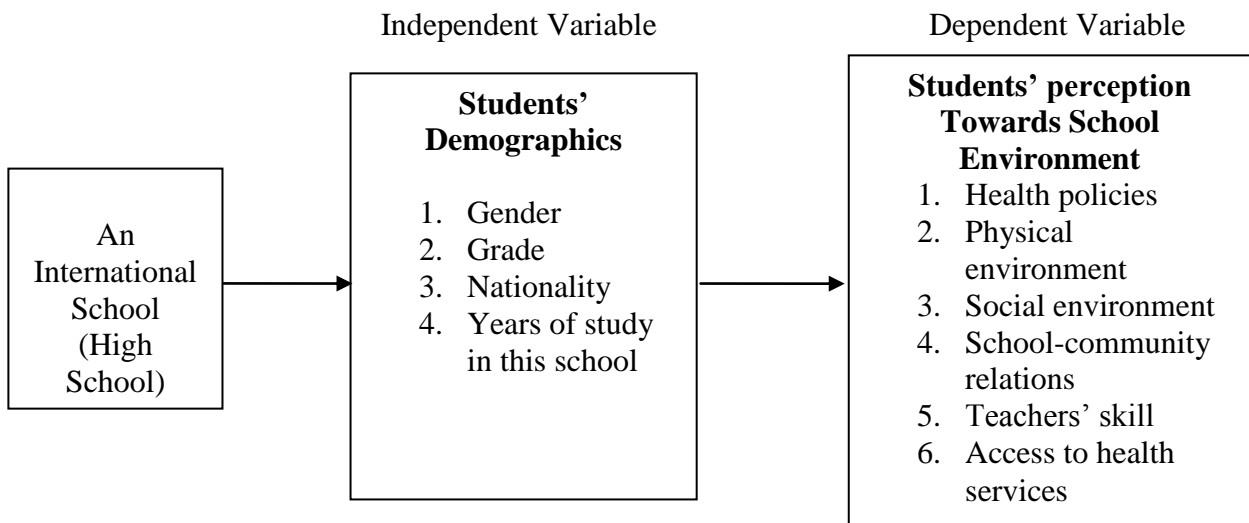 Independent Variable
Dependent Variable
An
International
School
(High
School)
Students’
Demographics
1. Gender
2. Grade
3. Nationality
4. Years of study
in this school
Students’ perception
Towards School
Environment
1. Health policies
2. Physical
environment
3. Social environment
4. School-community
relations
5. Teachers’ skill
6. Access to health
services